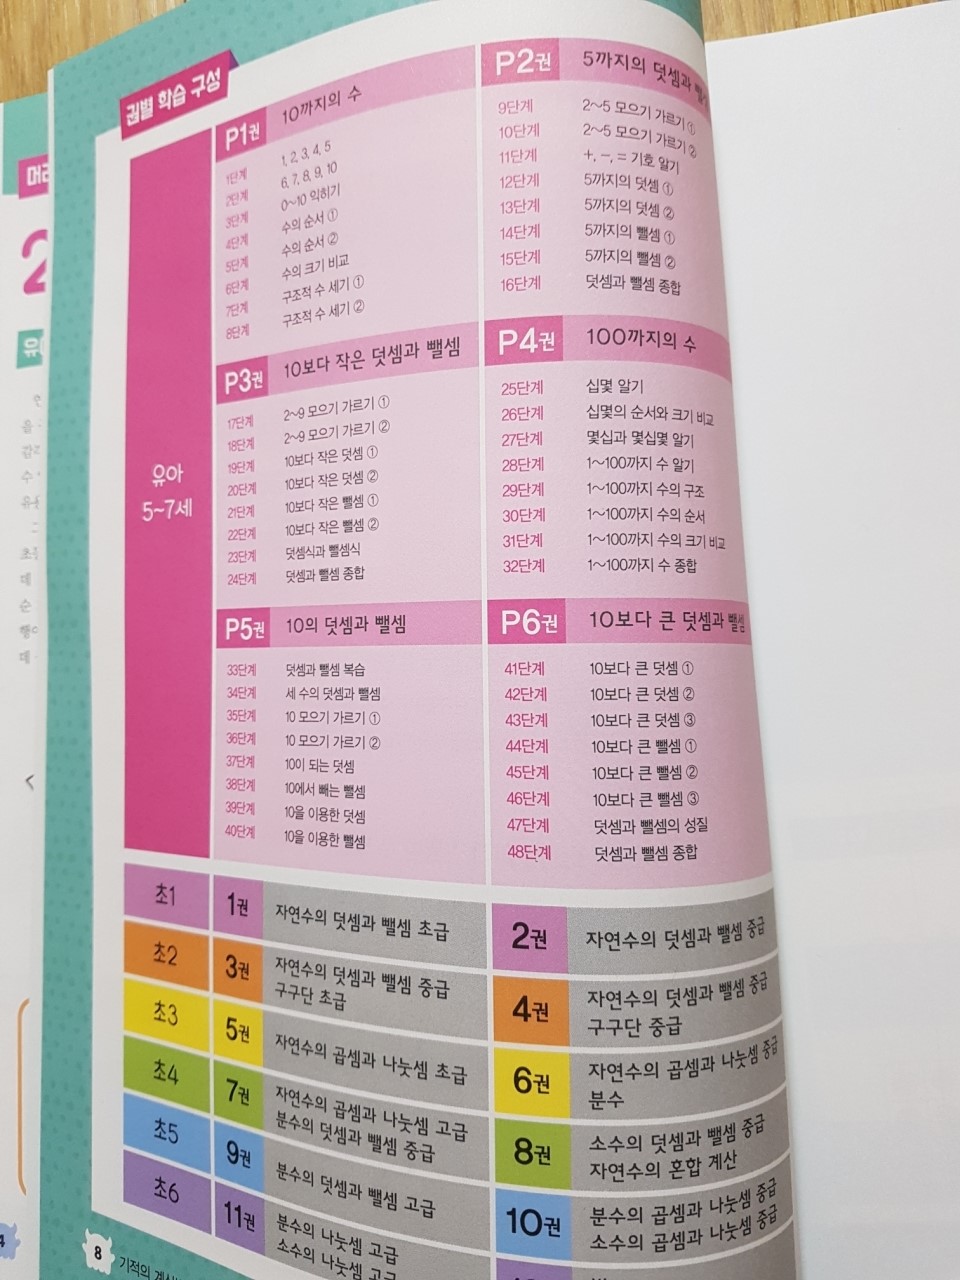 권별 학습 구성
유아
5~7세
P1권 10까지의 수
1단계 1, 2, 3, 4, 5
2단계 6, 7, 8, 9, 10
3단계 0~10 익히기
4단계 수의 순서 ①
5단계 수의 순서 ②
6단계 수의 크기 비교
7단계 구조적 수 세기 ①
8단계 구조적 수 세기 ②
P2권 5까지의 덧셈과
9단계 2~5 모으기 가르기 ①
10단계 2~5 모으기 가르기 ②
11단계 +, −, = 기호 알기
12단계 5까지의 덧셈 ①
13단계 5까지의 덧셈 ②
14단계 5까지의 뺄셈 ①
15단계 5까지의 뺄셈 ②
16단계 덧셈과 뺄셈 종합
P3권 10보다 작은 덧셈과 뺄셈
17단계 2~9 모으기 가르기 ①
18단계 2~9 모으기 가르기 ②
19단계 10보다 작은 덧셈 ①
20단계 10보다 작은 덧셈 ②
21단계 10보다 작은 뺄셈 ①
22단계 10보다 작은 뺄셈 ②
23단계 덧셈식과 뺄셈식
24단계 덧셈과 뺄셈 종합
P4권 100까지의 수
25단계 십몇 알기
26단계 십몇의 순서와 크기 비교
27단계 몇십과 몇십몇 알기
28단계 1~100까지 수 알기
29단계 1~100까지 수의 구조
30단계 1~100까지 수의 순서
31단계 1~100까지 수의 크기 비교
32단계 1~100까지 수 종합
P5권 10의 덧셈과 뺄셈
33단계 덧셈과 뺄셈 복습
34단계 세 수의 덧셈과 뺄셈
35단계 10 모으기 가르기 ①
36단계 10 모으기 가르기 ②
37단계 10이 되는 덧셈
38단계 10에서 빼는 뺄셈
39단계 10을 이용한 덧셈
40단계 10을 이용한 뺄셈
P6권 10보다 큰 덧셈과 뺄셈
41단계 10보다 큰 덧셈 ①
42단계 10보다 큰 덧셈 ②
43단계 10보다 큰 덧셈 ③
44단계 10보다 큰 뺄셈 ①
45단계 10보다 큰 뺄셈 ②
46단계 10보다 큰 뺄셈 ③
47단계 덧셈과 뺄셈의 성질
48단계 덧셈과 뺄셈 종합
초1 1권 자연수의 덧셈과 뺄셈 초급
2권 자연수의 덧셈과 뺄셈 중급
초2 3권 자연수의 덧셈과 뺄셈 중급
구구단 초급
4권 자연수의 덧셈과 뺄셈 중급
구구단 중급
초3 5권 자연수의 곱셈과 나눗셈 초급
6권 자연수의 곱셈과 나눗셈 중급
분수
초4 7권 자연수의 곱셈과 나눗셈 고급
분수의 덧셈과 뺄셈 중급
8권 소수의 덧셈과 뺄셈 중급
자연수의 혼합 계산
초5 9권 분수의 덧셈과 뺄셈 고급
10권 분수의 곱셈과 나눗셈 중급
소수의 곱셈과 나눗셈 중급
초6 11권 분수의 나눗셈 고급
소수의 나눗셈 고급
8 기적의